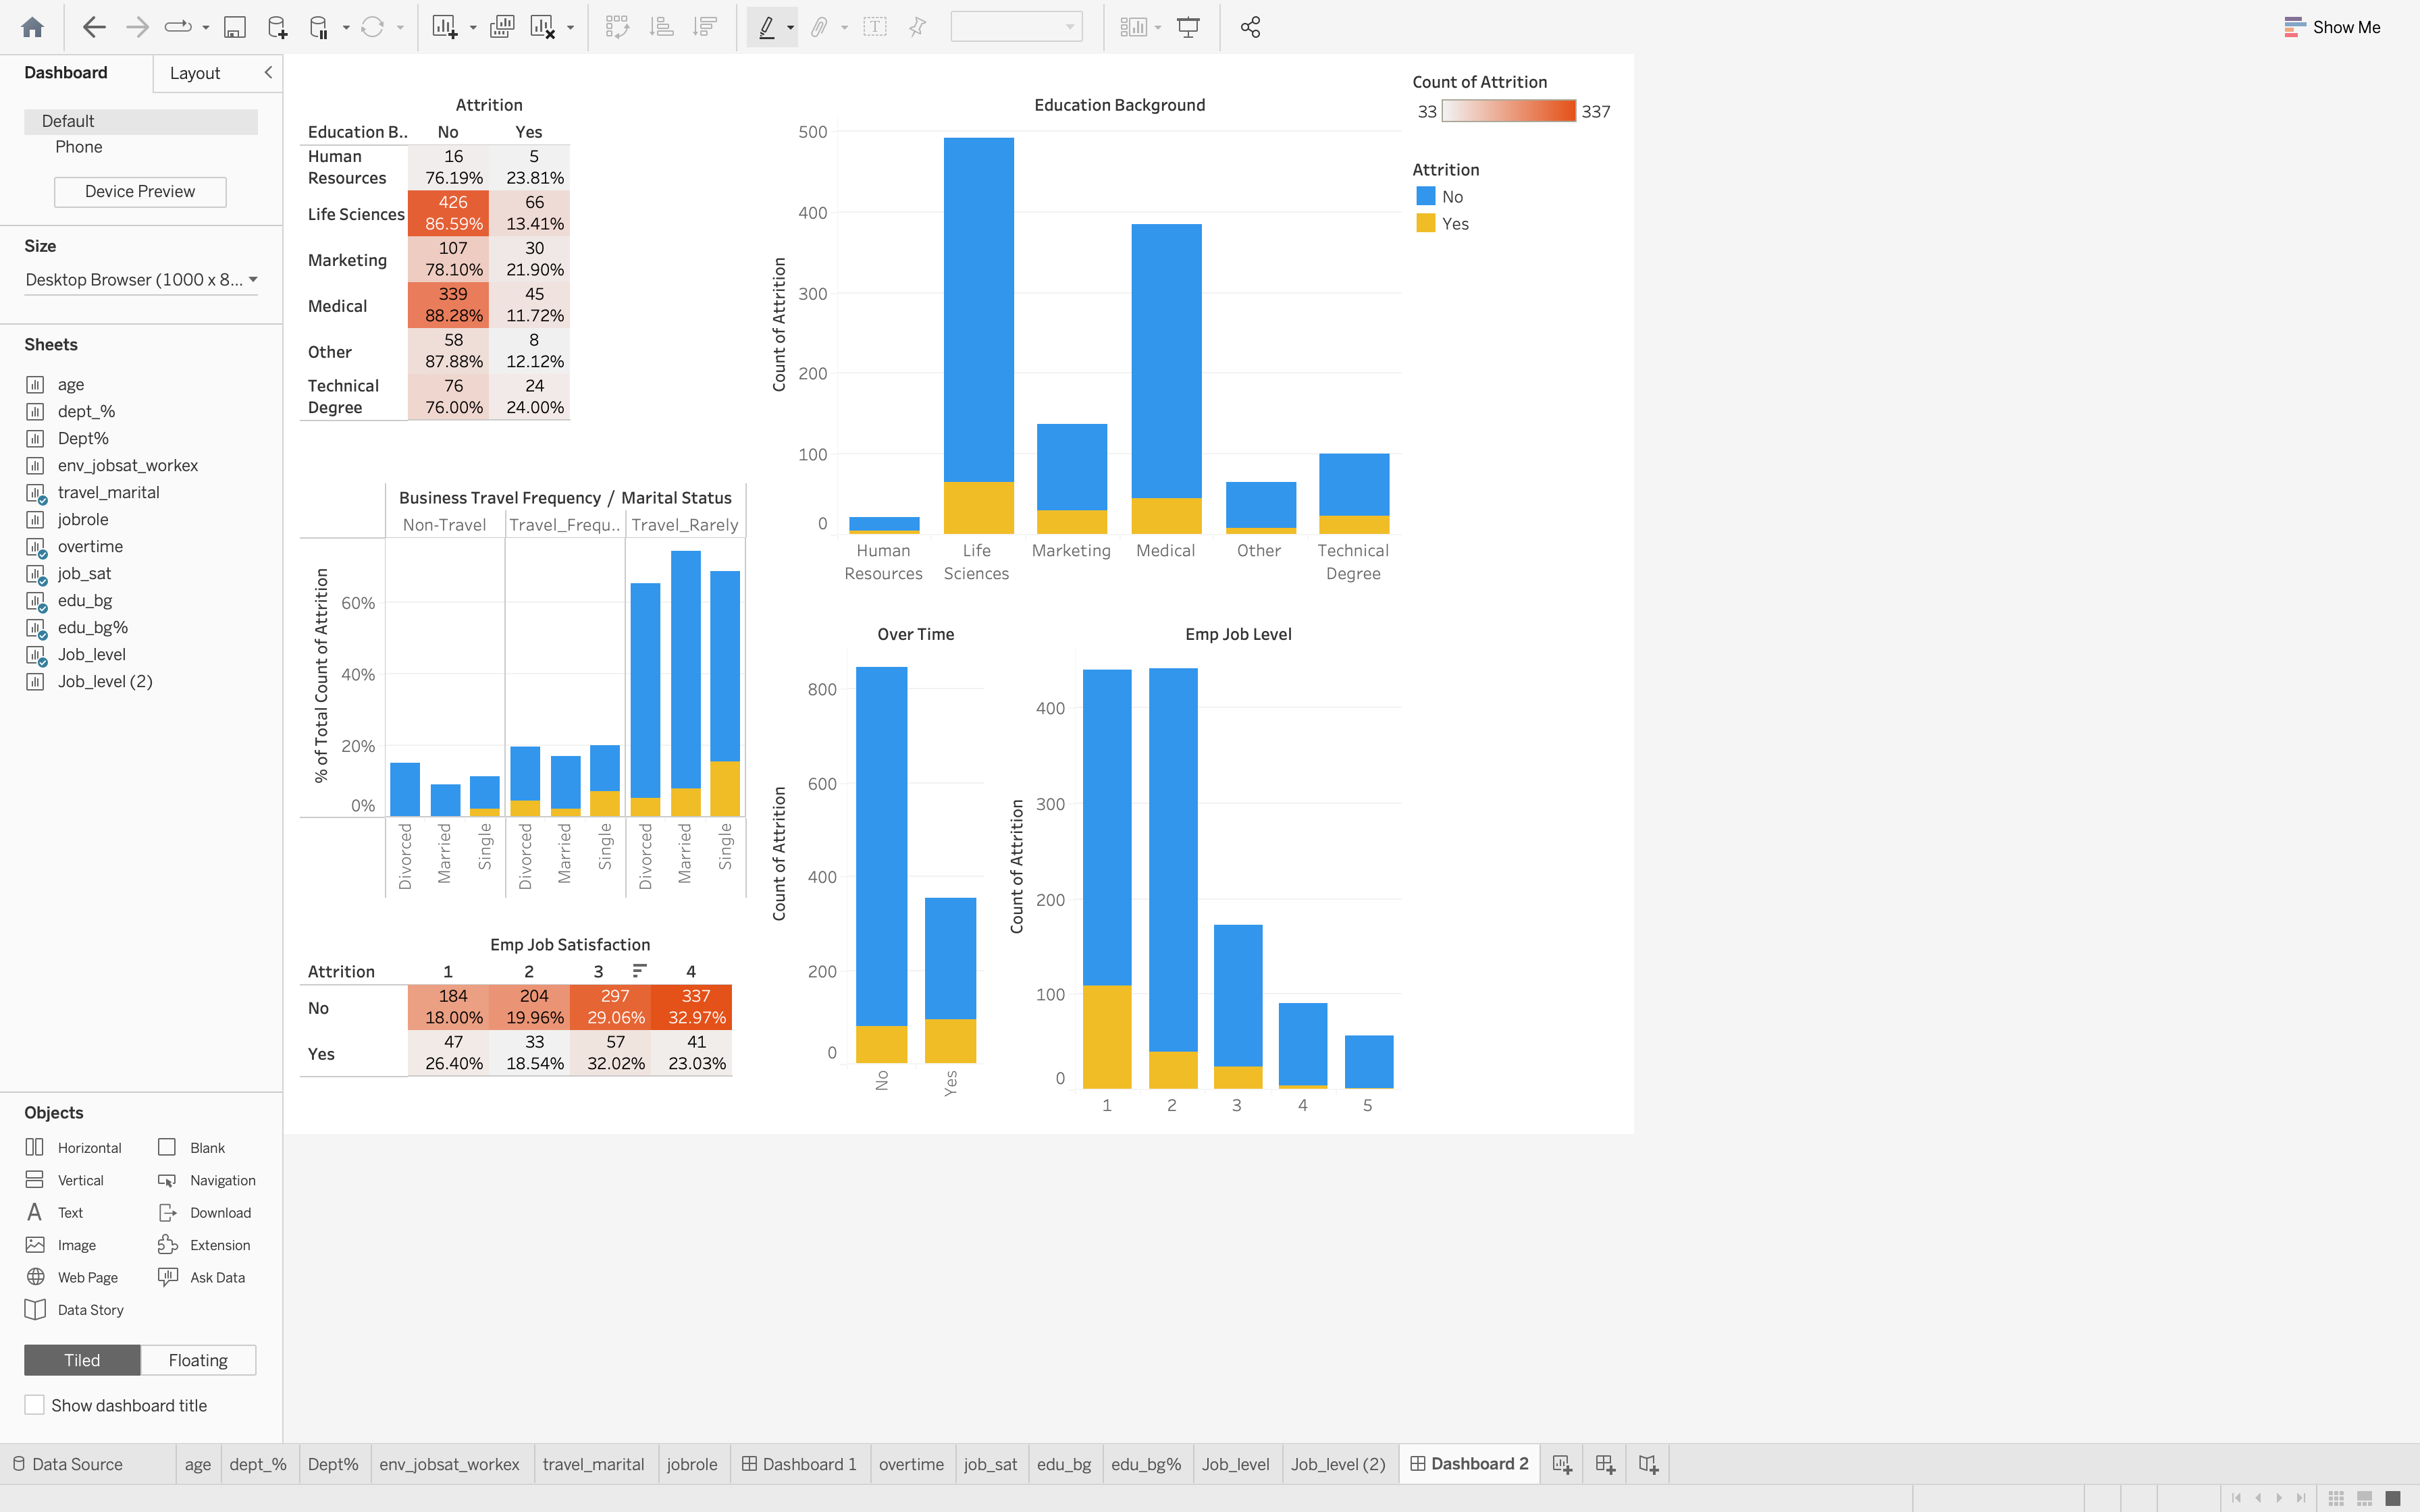 Show Me
Dashboard
Layout
Default
Phone
Device Preview
Size
Desktop Browser (1000 x 8...
Sheets
age
dept_%
Dept%
env_jobsat_workex
travel_marital
jobrole
overtime
job_sat
edu_bg
edu_bg%
Job_level
Job_level (2)
Objects
Horizontal
Blank
Vertical
Navigation
Text
Download
Image
Extension
Web Page
Ask Data
Data Story
Tiled
Floating
Show dashboard title
Attrition
Education B.. No Yes
Human Resources 16 5
76.19% 23.81%
Life Sciences 426 66
86.59% 13.41%
Marketing 107 30
78.10% 21.90%
Medical 339 45
88.28% 11.72%
Other 58 8
87.88% 12.12%
Technical Degree 76 24
76.00% 24.00%
Education Background
Count of Attrition
500
400
300
200
100
0
Human Resources
Life Sciences
Marketing
Medical
Other
Technical Degree
Count of Attrition
33 337
Attrition
No
Yes
Business Travel Frequency / Marital Status
Non-Travel Travel_Frequ.. Travel_Rarely
% of Total Count of Attrition
60%
40%
20%
0%
Divorced Married Single Divorced Married Single Divorced Married Single
Over Time
Count of Attrition
800
600
400
200
0
No Yes
Emp Job Level
Count of Attrition
400
300
200
100
0
1 2 3 4 5
Emp Job Satisfaction
Attrition 1 2 3 4
No 184 204 297 337
18.00% 19.96% 29.06% 32.97%
Yes 47 33 57 41
26.40% 18.54% 32.02% 23.03%
Data Source age dept_% Dept% env_jobsat_workex travel_marital jobrole Dashboard 1 overtime job_sat edu_bg edu_bg% Job_level Job_level (2) Dashboard 2